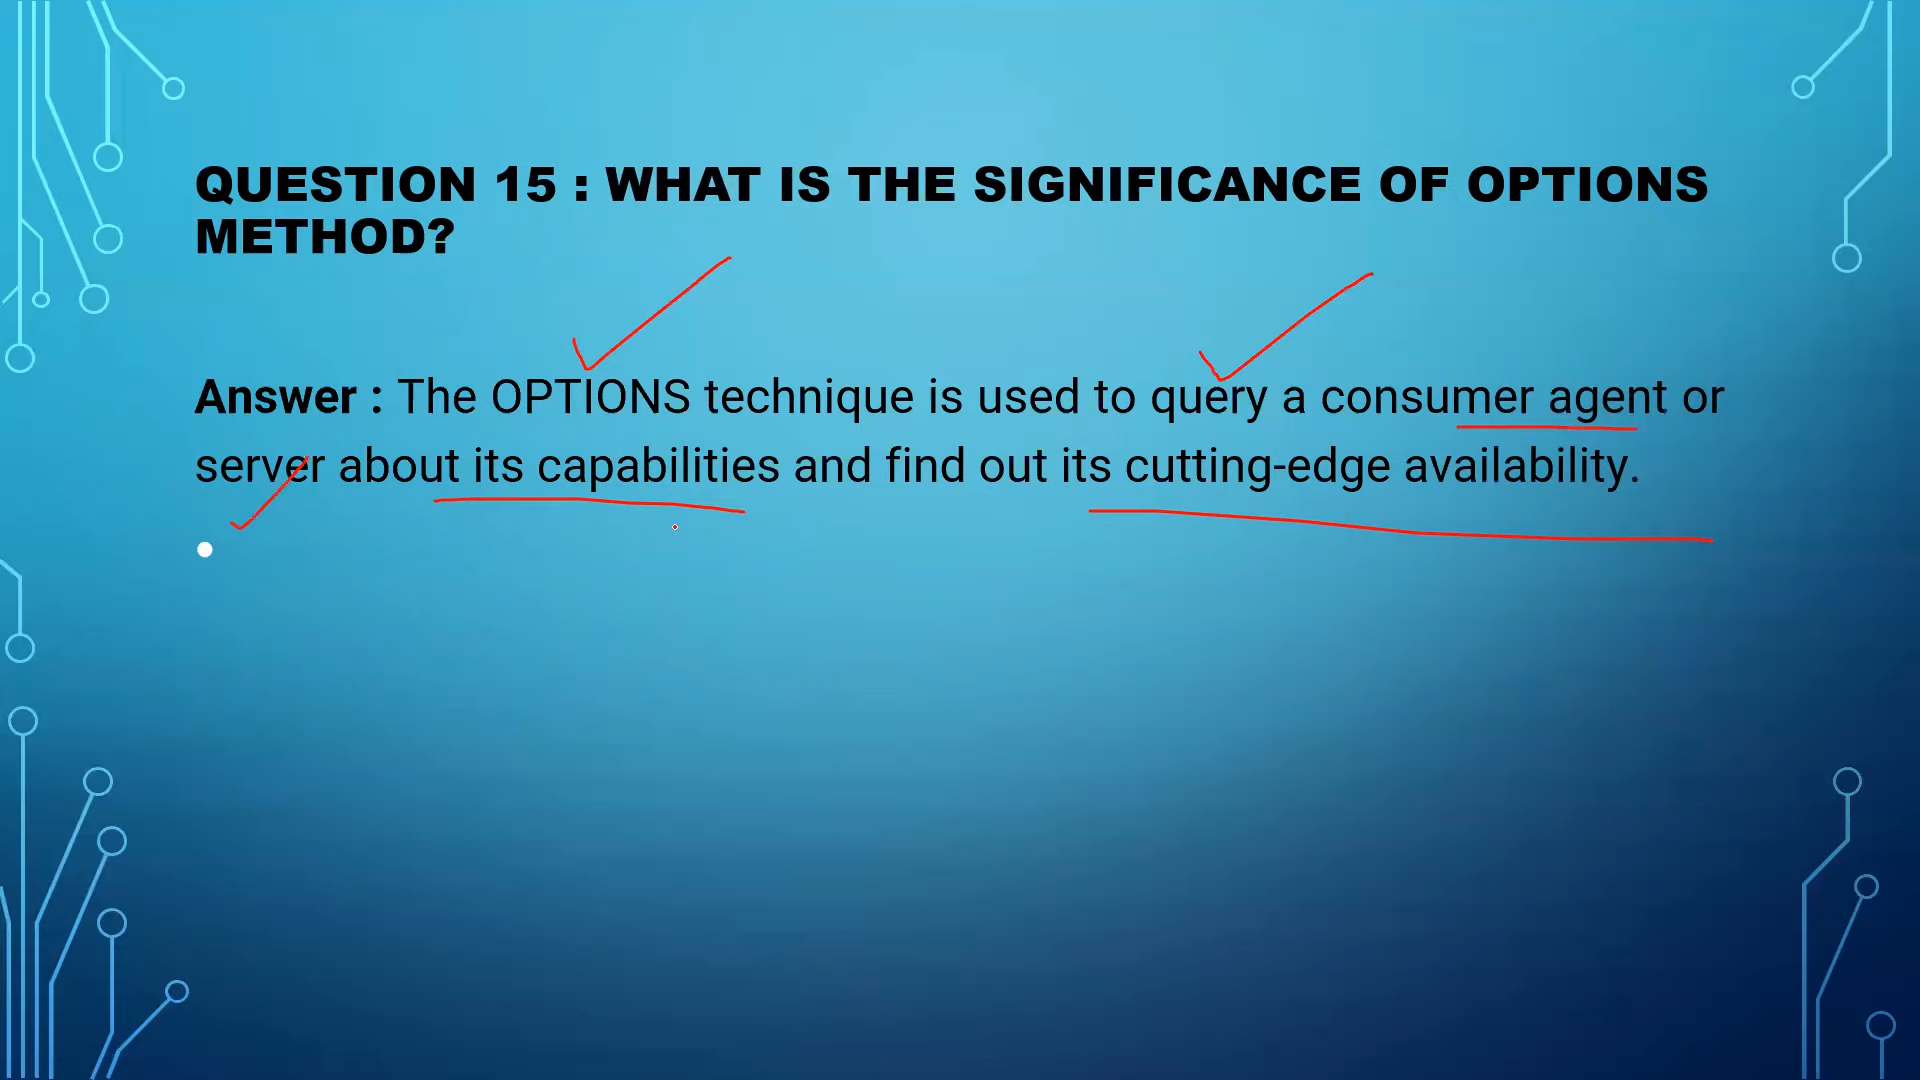 QUESTION 15 : WHAT IS THE SIGNIFICANCE OF OPTIONS
METHOD?
Answer : The OPTIONS technique is used to query a consumer agent or
server about its capabilities and find out its cutting-edge availability.